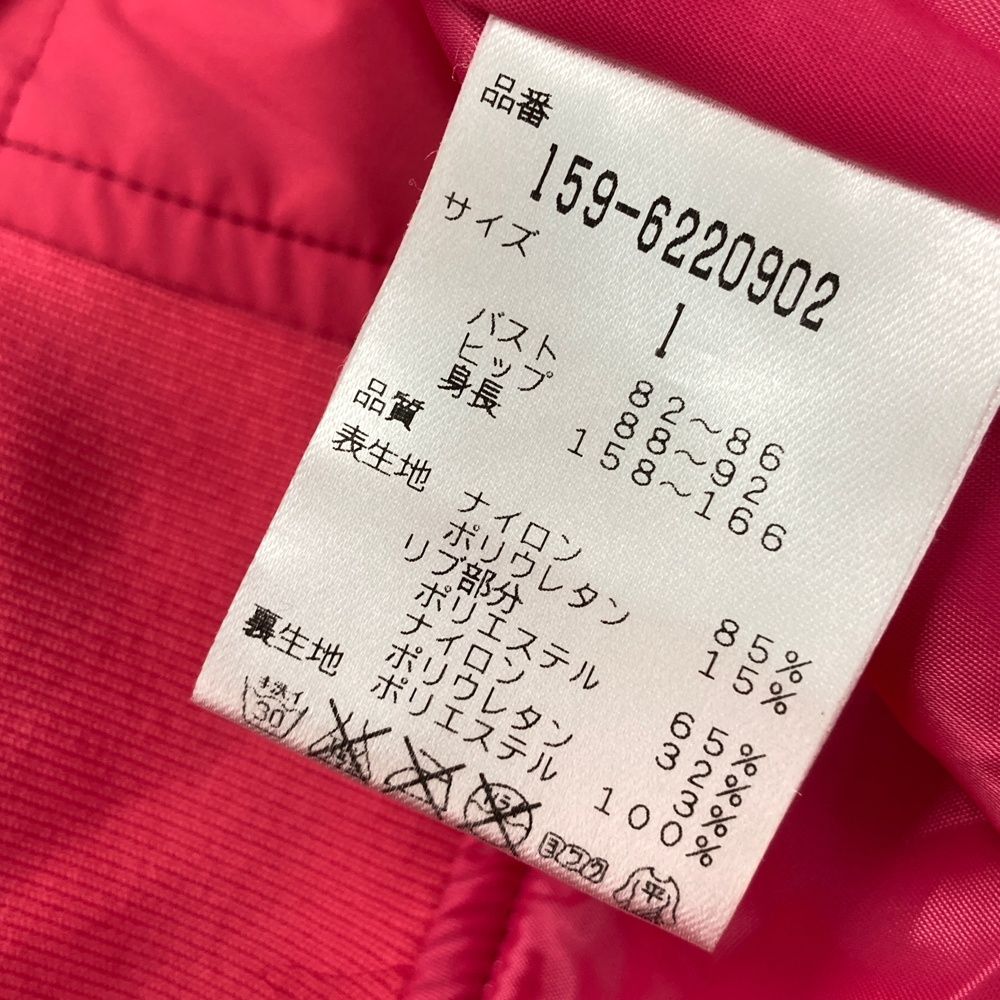 品番
159-6220902
サイズ
1
バスト 82～86
ヒップ 88～92
身長 158～166
品質
表生地
ナイロン 85%
ポリウレタン 15%
リブ部分
ポリエステル 65%
ナイロン 32%
ポリウレタン 3%
裏生地 ポリエステル 100%
30
ヨワク
平